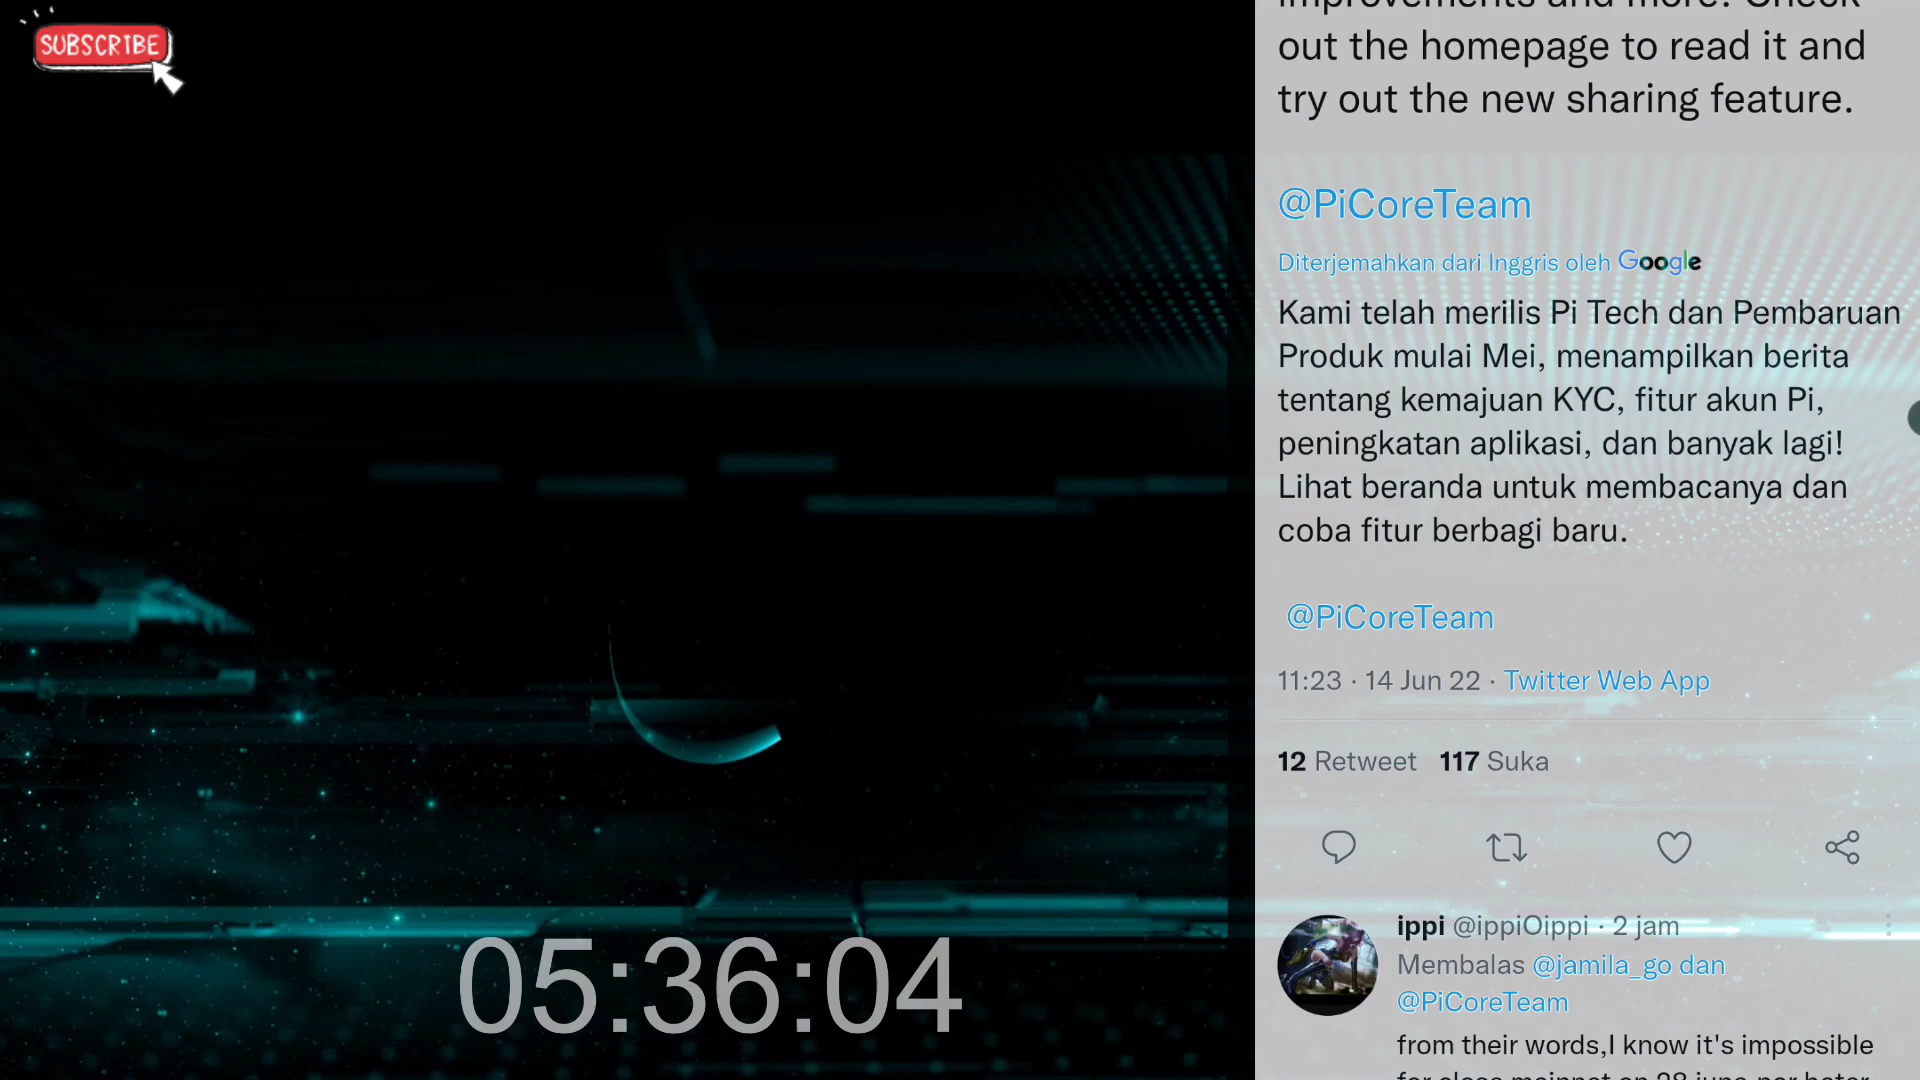 SUBSCRIBE
improvements and more! Check
out the homepage to read it and
try out the new sharing feature.
@PiCoreTeam
Diterjemahkan dari Inggris oleh Google
Kami telah merilis Pi Tech dan Pembaruan
Produk mulai Mei, menampilkan berita
tentang kemajuan KYC, fitur akun Pi,
peningkatan aplikasi, dan banyak lagi!
Lihat beranda untuk membacanya dan
coba fitur berbagi baru.
@PiCoreTeam
11:23 · 14 Jun 22 · Twitter Web App
12 Retweet 117 Suka
ippi @ippiOippi · 2 jam
Membalas @jamila_go dan
@PiCoreTeam
from their words,I know it's impossible
05:36:04